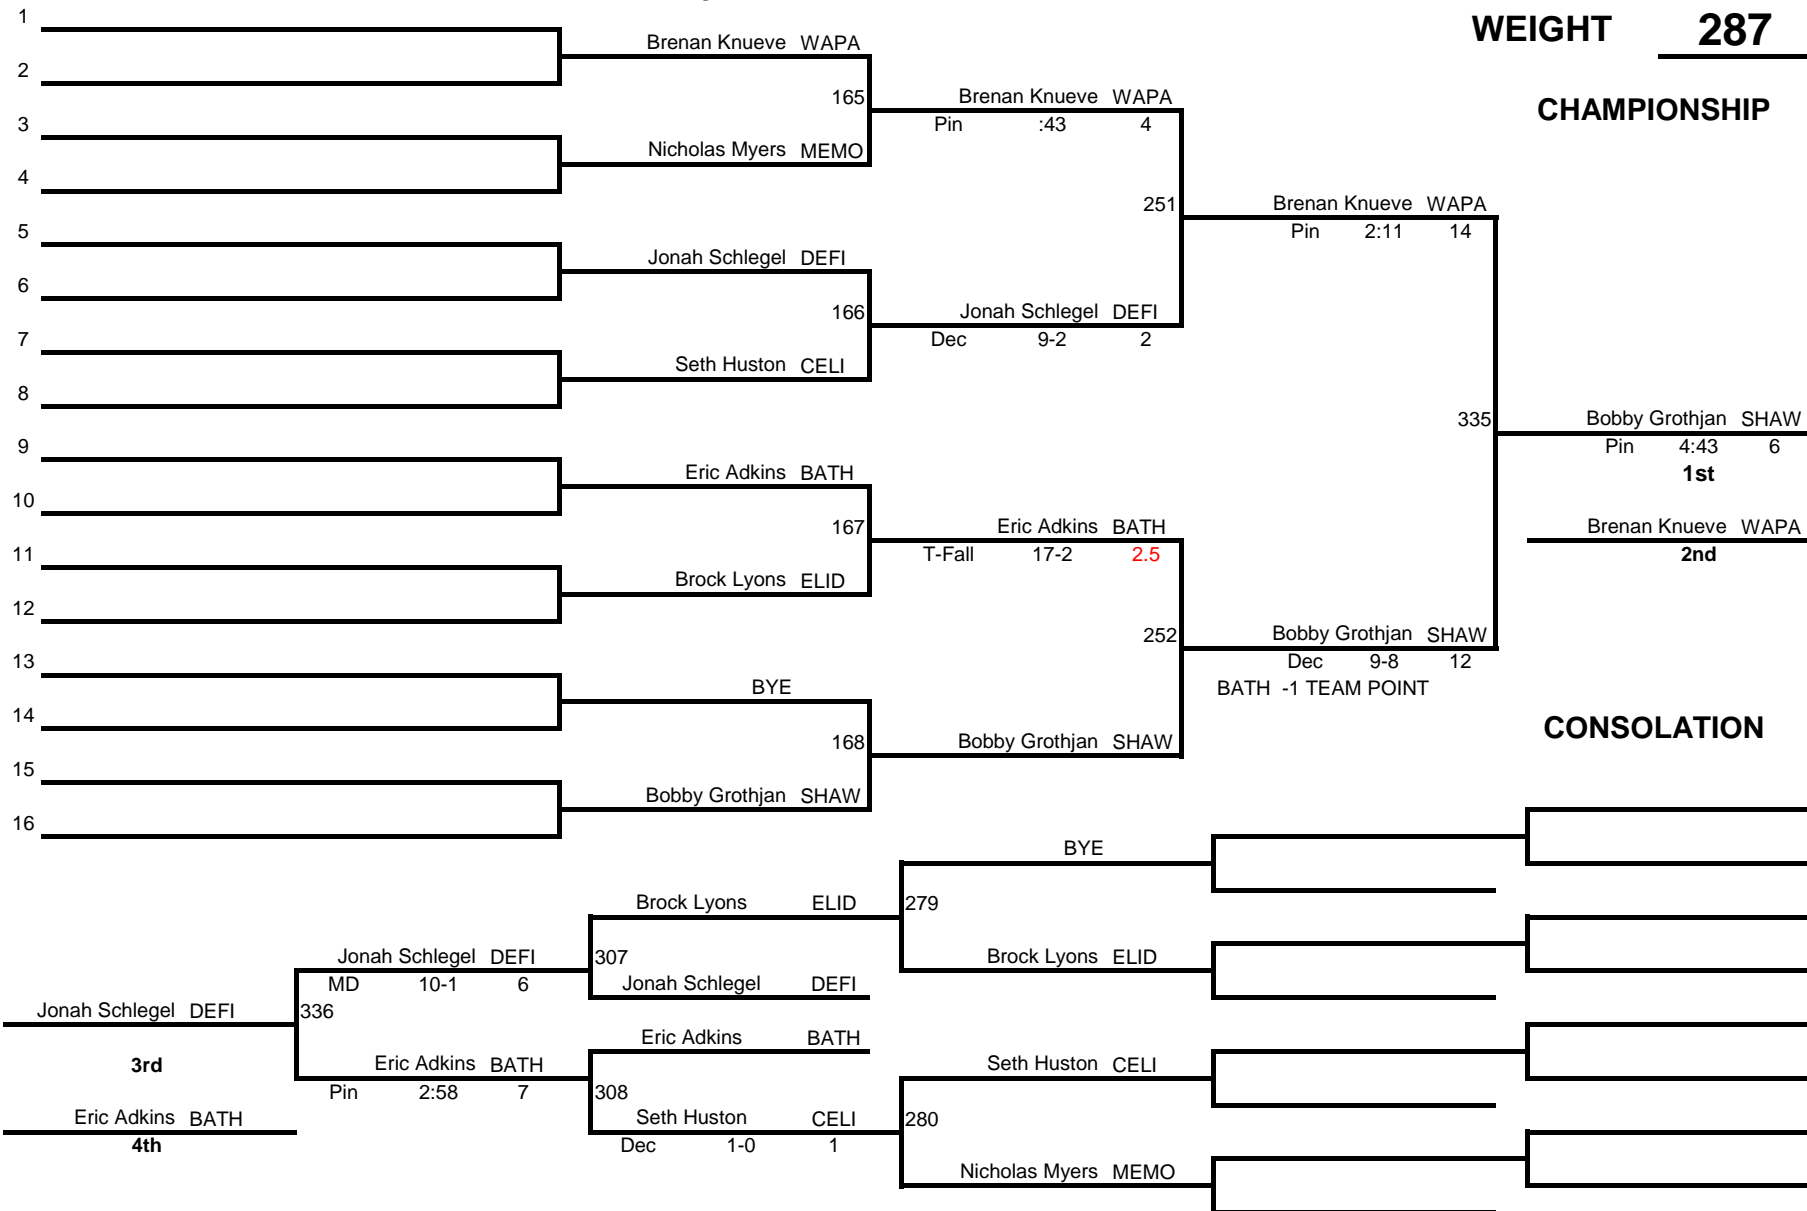 1
WEIGHT 287
Brenan Knueve WAPA
2
165
Brenan Knueve WAPA
CHAMPIONSHIP
Pin :43 4
3
Nicholas Myers MEMO
4
251
Brenan Knueve WAPA
Pin 2:11 14
5
Jonah Schlegel DEFI
6
166
Jonah Schlegel DEFI
Dec 9-2 2
7
Seth Huston CELI
8
335
Bobby Grothjan SHAW
Pin 4:43 6
1st
9
Eric Adkins BATH
10
167
Eric Adkins BATH
T-Fall 17-2 2.5
Brenan Knueve WAPA
2nd
11
Brock Lyons ELID
12
252
Bobby Grothjan SHAW
Dec 9-8 12
BATH -1 TEAM POINT
13
BYE
14
168
Bobby Grothjan SHAW
CONSOLATION
15
Bobby Grothjan SHAW
16
BYE
Brock Lyons ELID
279
Jonah Schlegel DEFI
307
Brock Lyons ELID
MD 10-1 6
Jonah Schlegel DEFI
Jonah Schlegel DEFI
336
Eric Adkins BATH
3rd
Eric Adkins BATH
Seth Huston CELI
Pin 2:58 7
308
Eric Adkins BATH
Seth Huston CELI
280
4th
Dec 1-0 1
Nicholas Myers MEMO